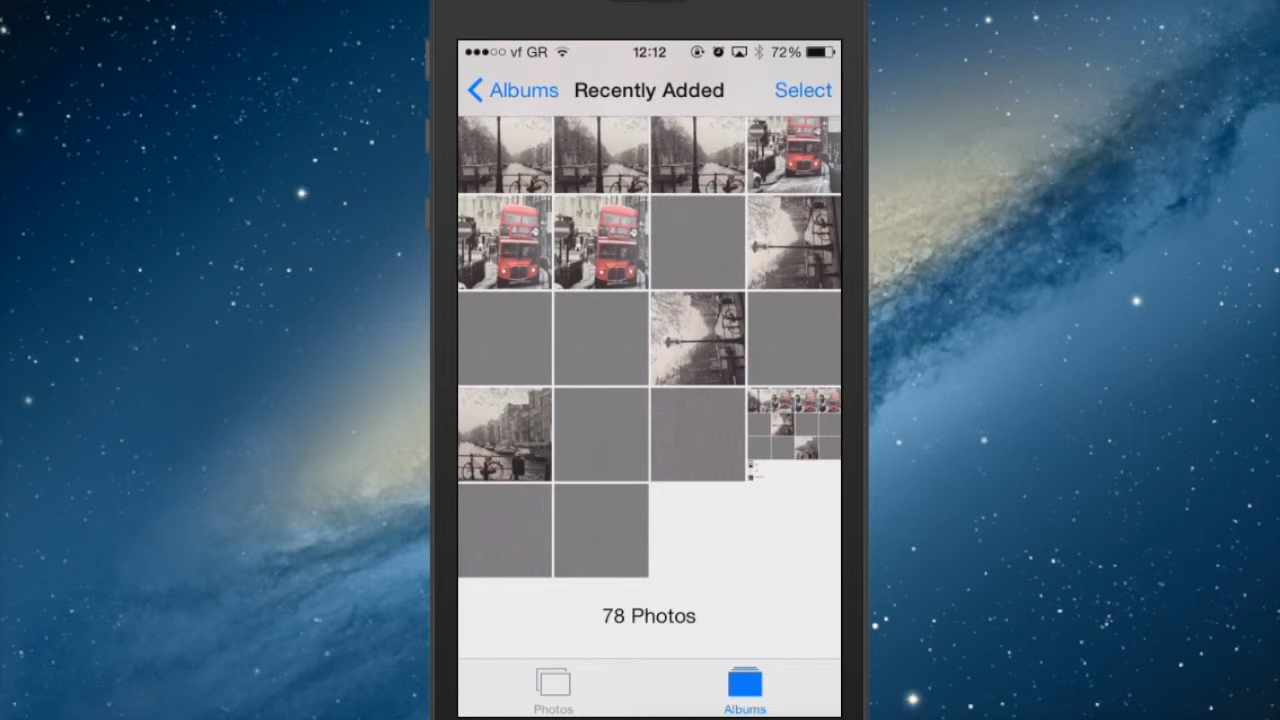 vf GR 12:12 72%
Albums Recently Added Select
78 Photos
Photos Albums